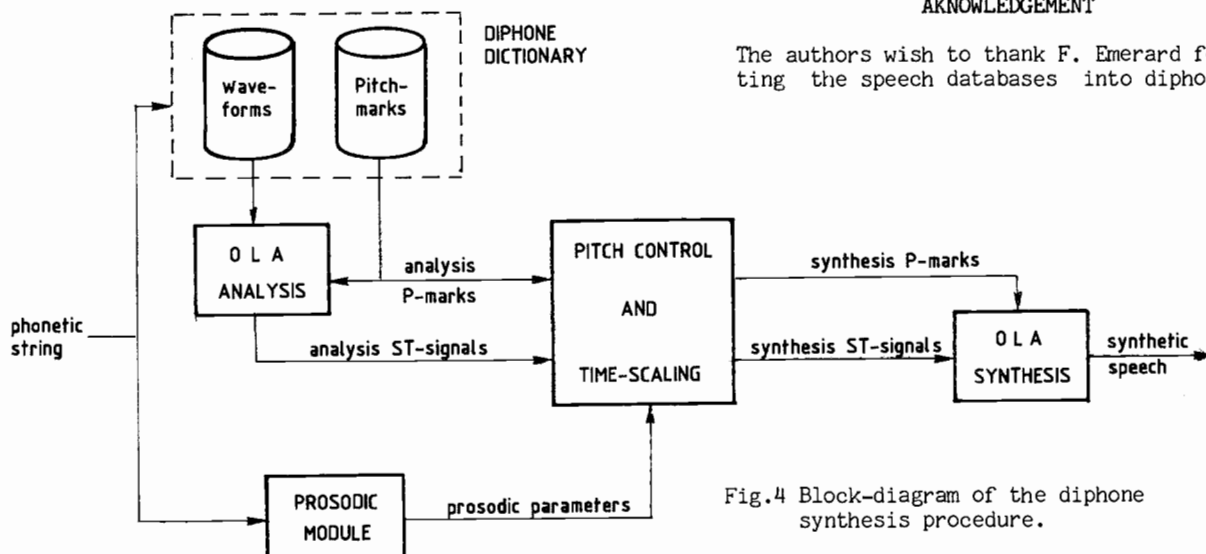 AKNOWLEDGEMENT
The authors wish to thank F. Emerard f
ting the speech databases into dipho
DIPHONE
DICTIONARY
Wave-
forms
Pitch-
marks
O L A
ANALYSIS
analysis
P-marks
PITCH CONTROL
AND
TIME-SCALING
synthesis P-marks
phonetic
string
analysis ST-signals
synthesis ST-signals
O L A
SYNTHESIS
synthetic
speech
PROSODIC
MODULE
prosodic parameters
Fig.4 Block-diagram of the diphone
synthesis procedure.